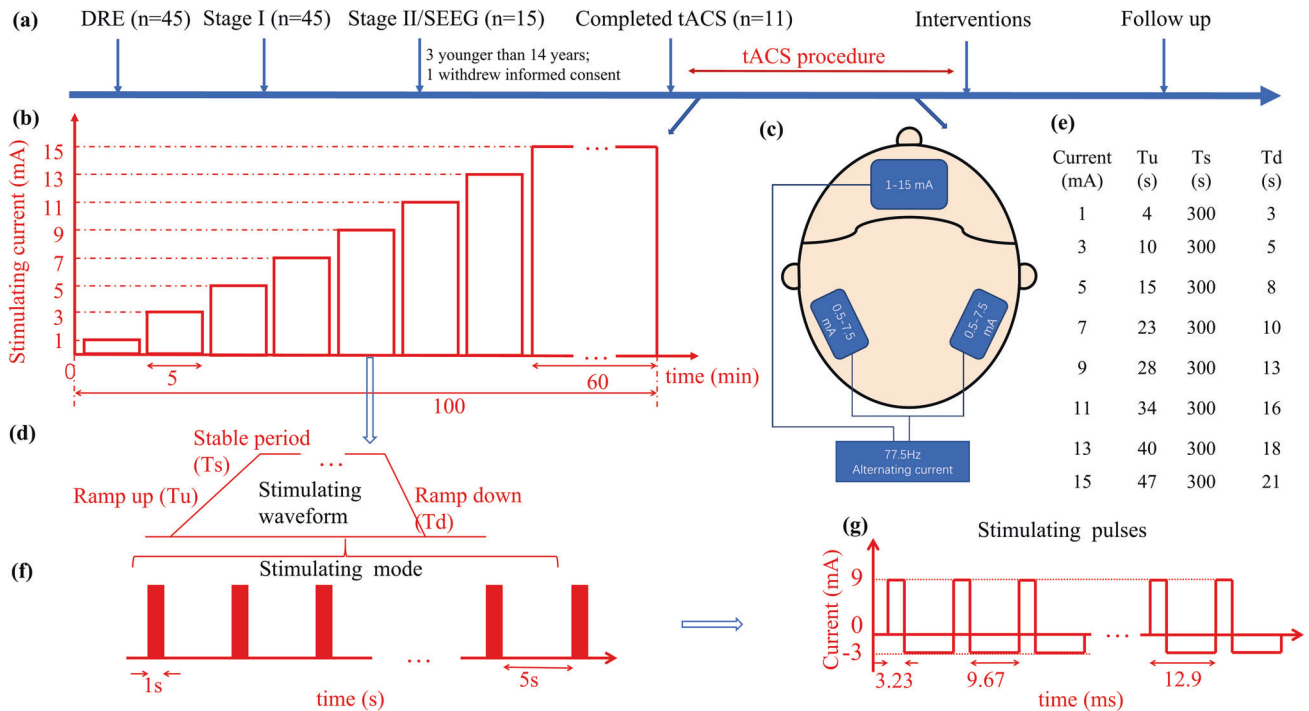 (a)
DRE (n=45)
Stage I (n=45)
Stage II/SEEG (n=15)
Completed tACS (n=11)
Interventions
Follow up
3 younger than 14 years;
1 withdrew informed consent
tACS procedure
(b)
Stimulating current (mA)
15
13
11
9
7
5
3
1
0
...
...
5
60
100
time (min)
(c)
1-15 mA
0.5-7.5
mA
0.5-7.5
mA
77.5Hz
Alternating current
(d)
Stable period
(Ts)
...
Ramp up (Tu)
Stimulating
waveform
Ramp down
(Td)
(e)
Current Tu Ts Td
(mA) (s) (s) (s)
1 4 300 3
3 10 300 5
5 15 300 8
7 23 300 10
9 28 300 13
11 34 300 16
13 40 300 18
15 47 300 21
(f)
Stimulating mode
...
1s
5s
time (s)
(g)
Stimulating pulses
Current (mA)
9
0
-3
...
3.23
9.67
12.9
time (ms)